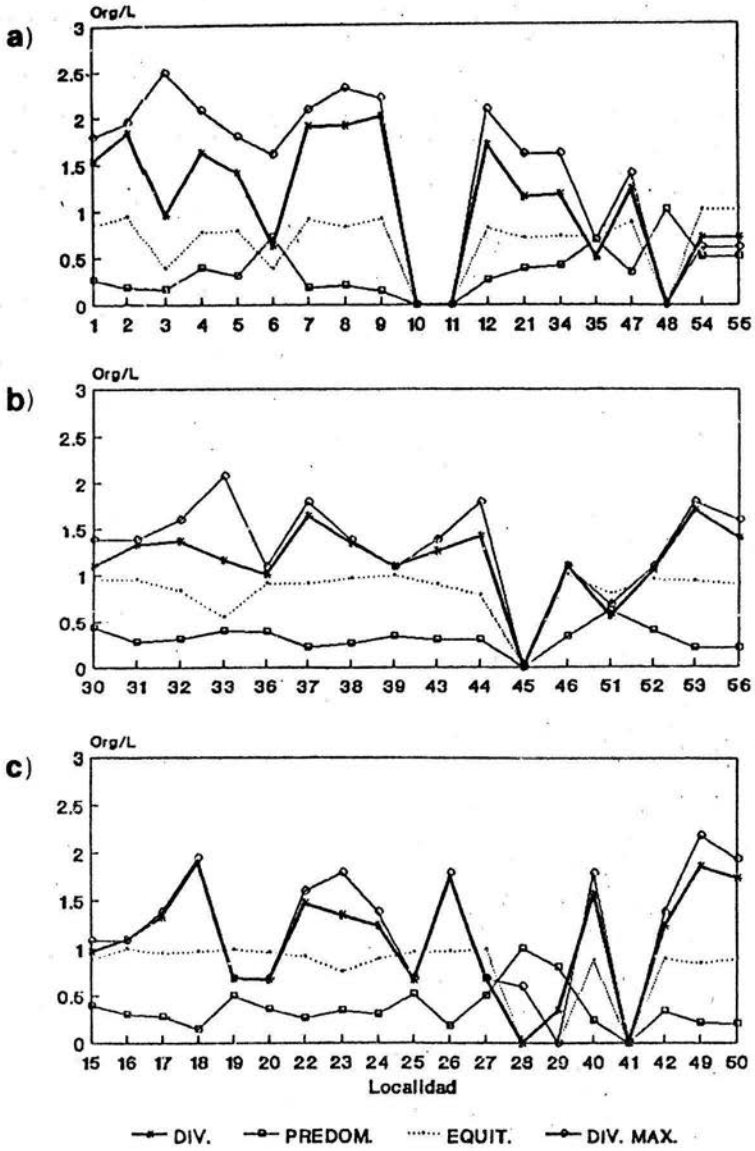 Org/L
a)
3
2.5
2
1.5
1
0.5
0
1 2 3 4 5 6 7 8 9 10 11 12 21 34 35 47 48 54 55
Org/L
b)
3
2.5
2
1.5
1
0.5
0
30 31 32 33 36 37 38 39 43 44 45 46 51 52 53 56
Org/L
c)
3
2.5
2
1.5
1
0.5
0
15 16 17 18 19 20 22 23 24 25 26 27 28 29 40 41 42 49 50
Localidad
DIV. PREDOM. EQUIT. DIV. MAX.